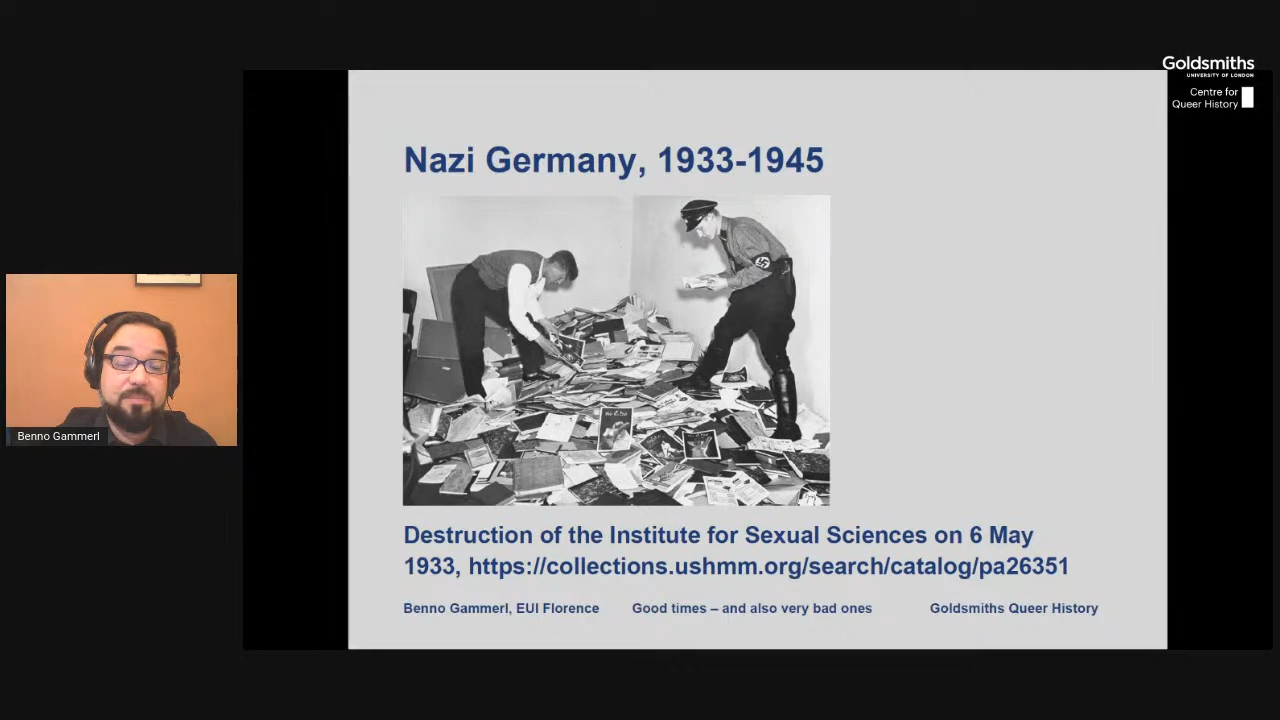 Goldsmiths
UNIVERSITY OF LONDON
Centre for
Queer History
Nazi Germany, 1933-1945
Destruction of the Institute for Sexual Sciences on 6 May
1933, https://collections.ushmm.org/search/catalog/pa26351
Benno Gammerl, EUI Florence Good times – and also very bad ones Goldsmiths Queer History
Benno Gammerl